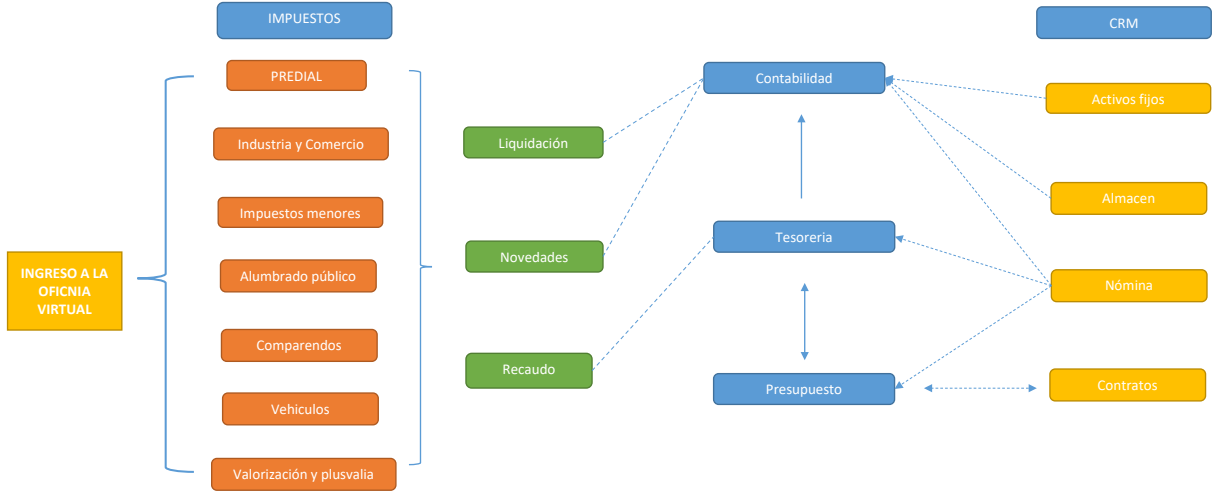 IMPUESTOS
CRM
PREDIAL
Industria y Comercio
Impuestos menores
Alumbrado público
Comparendos
Vehiculos
Valorización y plusvalia
INGRESO A LA
OFICNIA
VIRTUAL
Liquidación
Novedades
Recaudo
Contabilidad
Tesoreria
Presupuesto
Activos fijos
Almacen
Nómina
Contratos